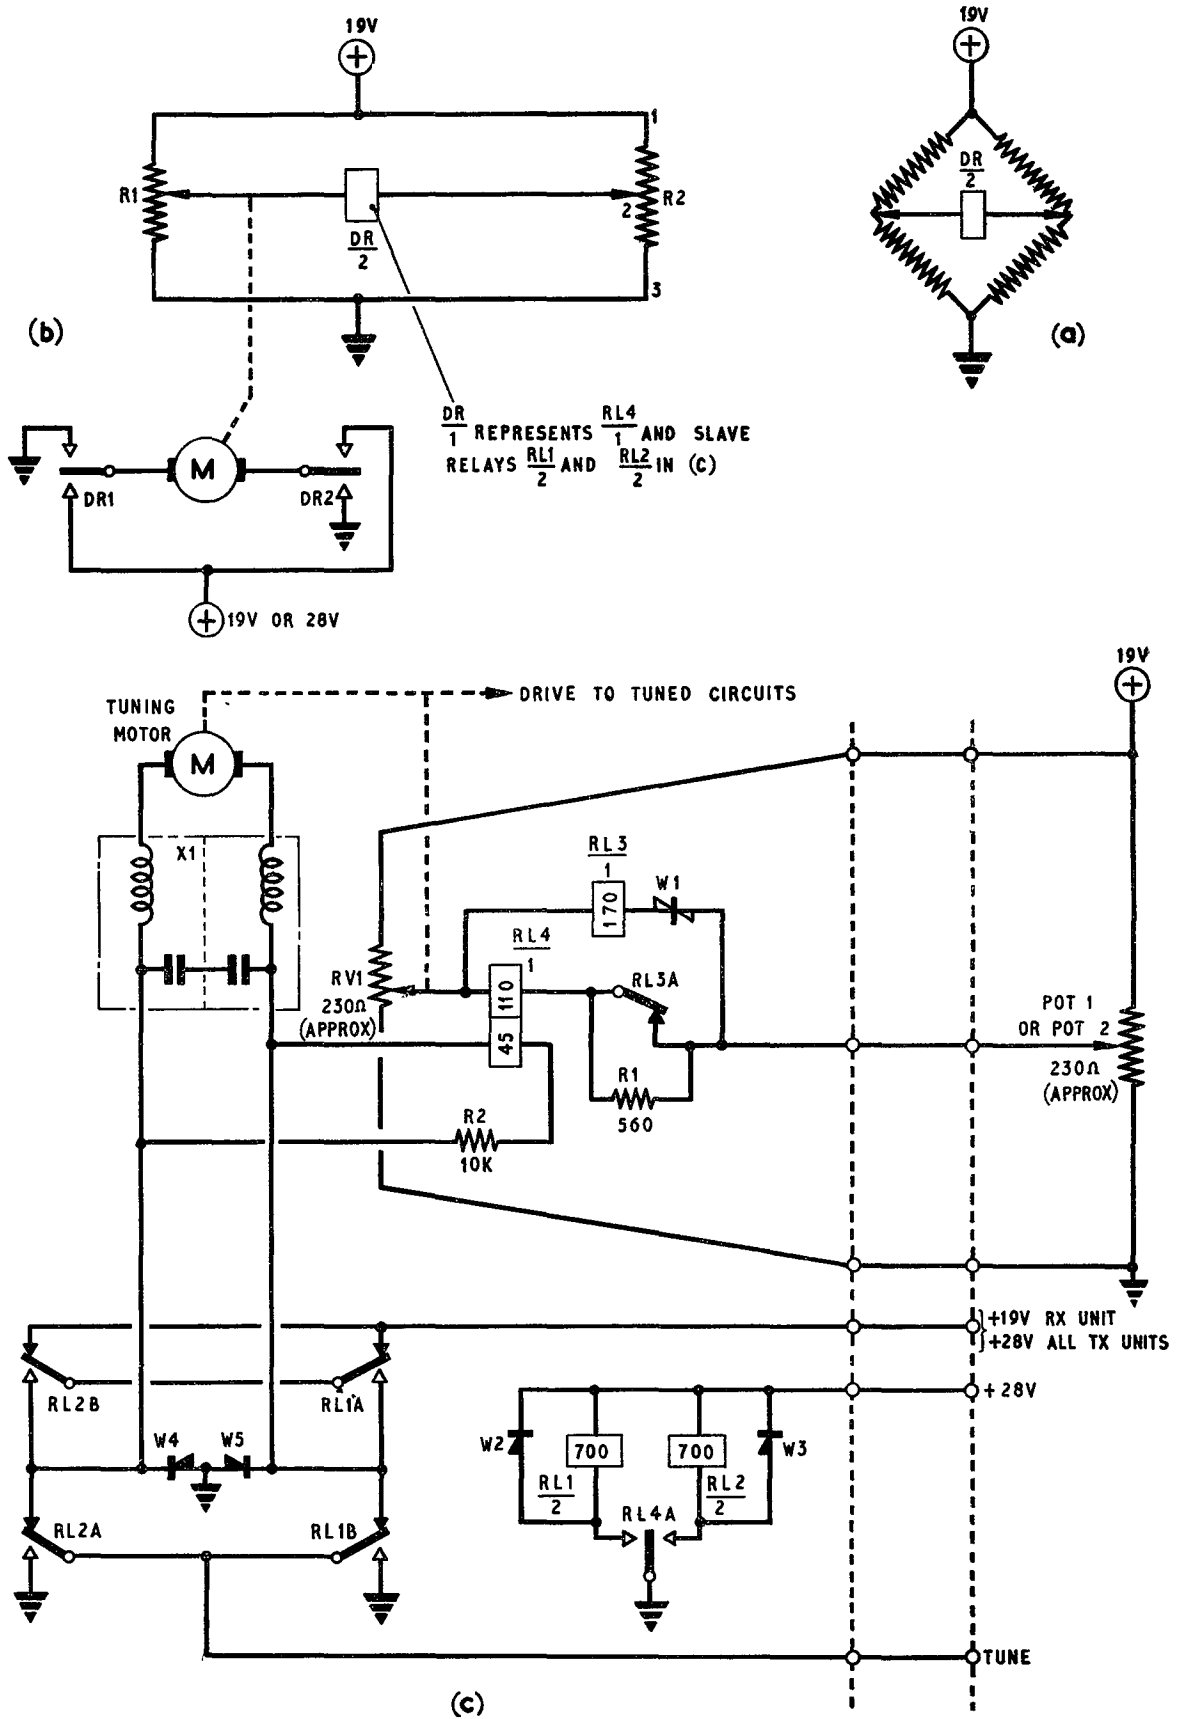 19V
R1
1
2
R2
3
DR
2
(b)
19V
DR
2
(a)
DR
1 REPRESENTS RL4
1 AND SLAVE
RELAYS RL1
2 AND RL2
2 IN (C)
DR1
M
DR2
19V OR 28V
19V
TUNING
MOTOR
M
DRIVE TO TUNED CIRCUITS
X1
RL3
1
170
W1
RL4
1
110
45
RL3A
RV1
230Ω
(APPROX)
R1
560
R2
10K
POT 1
OR POT 2
230Ω
(APPROX)
+19V RX UNIT
+28V ALL TX UNITS
+28V
RL2B
RL1A
W4
W5
W2
700
700
W3
RL1
2
RL2
2
RL4A
RL2A
RL1B
TUNE
(c)